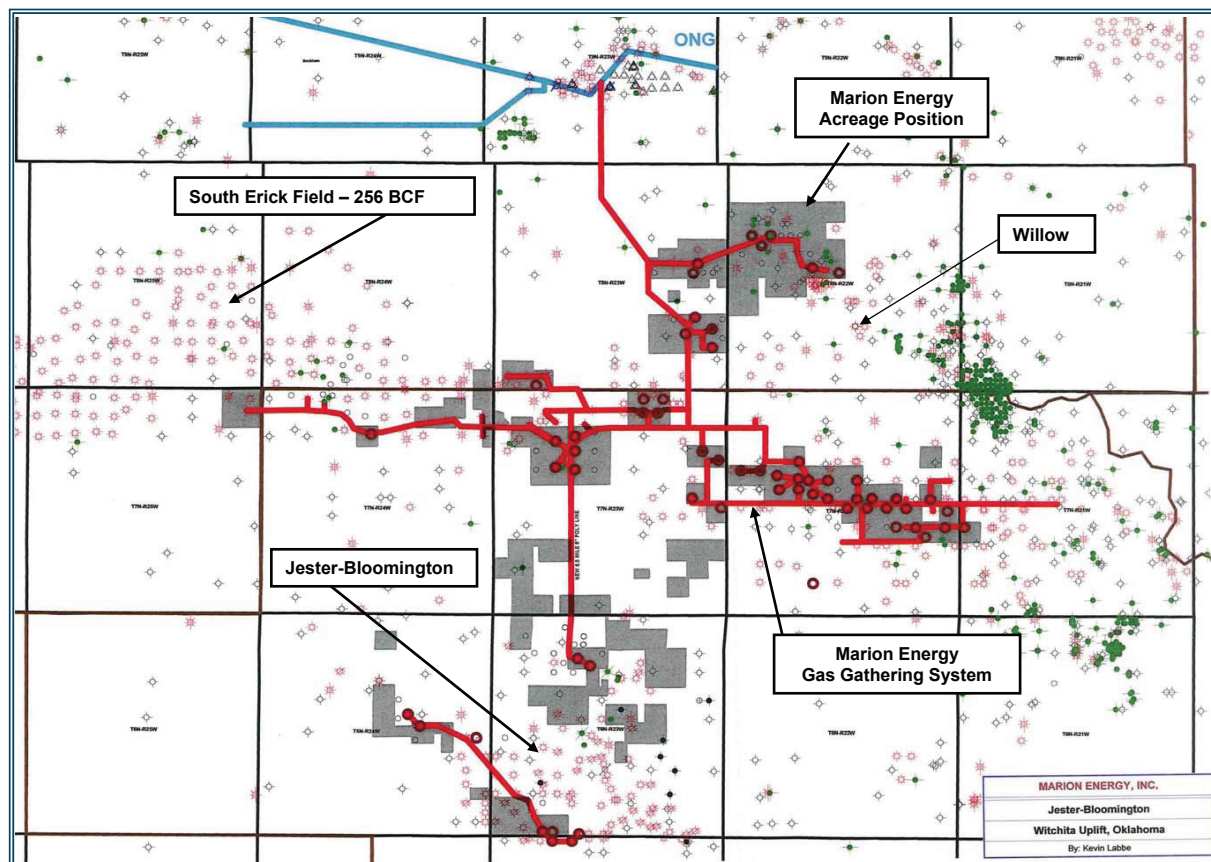 ONG
T9N-R25W
T9N-R24W
T9N-R23W
T9N-R22W
T9N-R21W
Marion Energy
Acreage Position
South Erick Field – 256 BCF
Willow
T8N-R25W
T8N-R24W
T8N-R23W
T8N-R22W
T8N-R21W
T7N-R25W
T7N-R24W
T7N-R23W
T7N-R21W
Jester-Bloomington
Marion Energy
Gas Gathering System
T6N-R25W
T6N-R24W
T6N-R23W
T6N-R22W
T6N-R21W
MARION ENERGY, INC.
Jester-Bloomington
Witchita Uplift, Oklahoma
By: Kevin Labbe